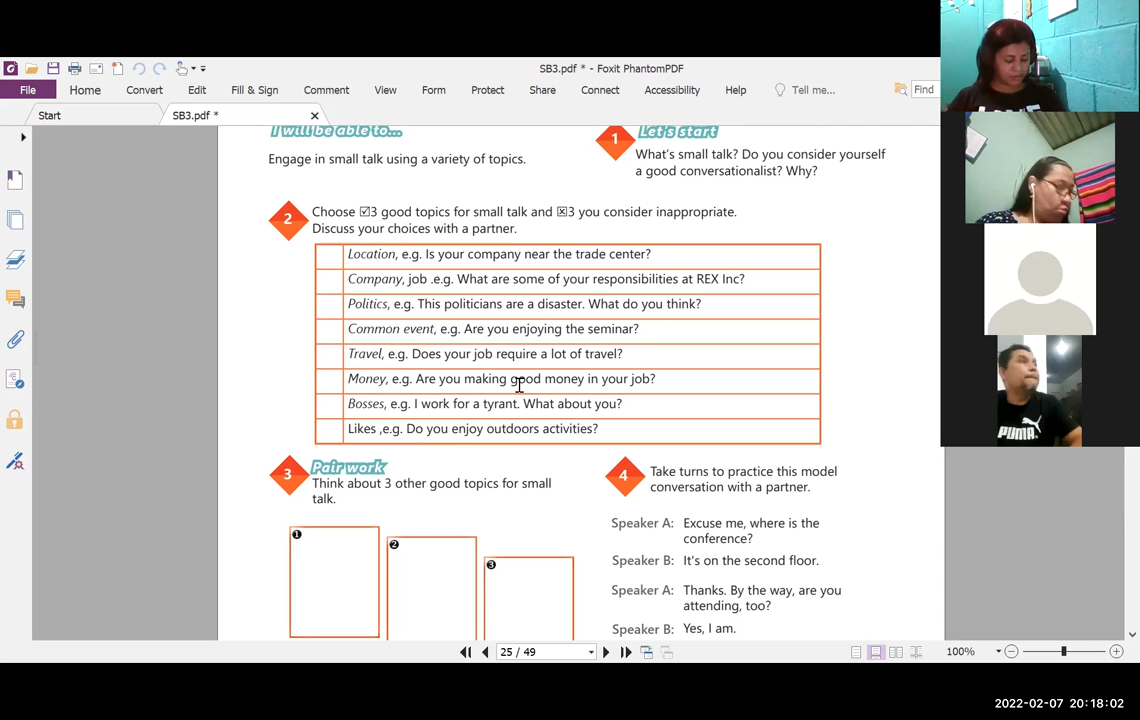 SB3.pdf * - Foxit PhantomPDF
File Home Convert Edit Fill & Sign Comment View Form Protect Share Connect Accessibility Help Tell me... Find
Start SB3.pdf *
I will be able to...
Engage in small talk using a variety of topics.
1 Let's start
What's small talk? Do you consider yourself
a good conversationalist? Why?
2 Choose ☑3 good topics for small talk and ☒3 you consider inappropriate.
Discuss your choices with a partner.
Location, e.g. Is your company near the trade center?
Company, job .e.g. What are some of your responsibilities at REX Inc?
Politics, e.g. This politicians are a disaster. What do you think?
Common event, e.g. Are you enjoying the seminar?
Travel, e.g. Does your job require a lot of travel?
Money, e.g. Are you making good money in your job?
Bosses, e.g. I work for a tyrant. What about you?
Likes ,e.g. Do you enjoy outdoors activities?
3 Pair work
Think about 3 other good topics for small
talk.
❶
❷
❸
4 Take turns to practice this model
conversation with a partner.
Speaker A: Excuse me, where is the
conference?
Speaker B: It's on the second floor.
Speaker A: Thanks. By the way, are you
attending, too?
Speaker B: Yes, I am.
25 / 49
100%
PUMA
2022-02-07 20:18:02